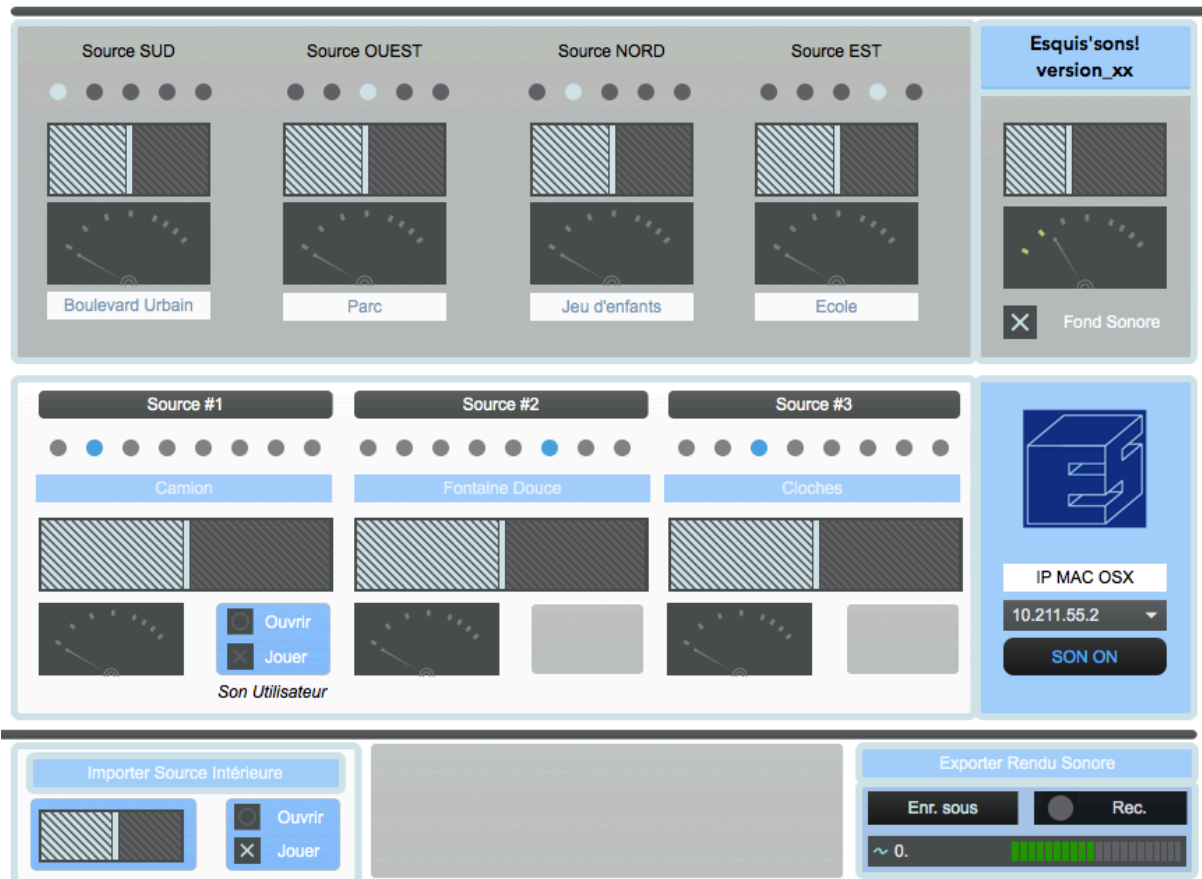 Source SUD
Source OUEST
Source NORD
Source EST
Esquis'sons!
version_xx
Boulevard Urbain
Parc
Jeu d'enfants
Ecole
Fond Sonore
Source #1
Source #2
Source #3
Camion
Fontaine Douce
Cloches
IP MAC OSX
10.211.55.2
SON ON
Ouvrir
Jouer
Son Utilisateur
Importer Source Intérieure
Ouvrir
Jouer
Exporter Rendu Sonore
Enr. sous
Rec.
0.